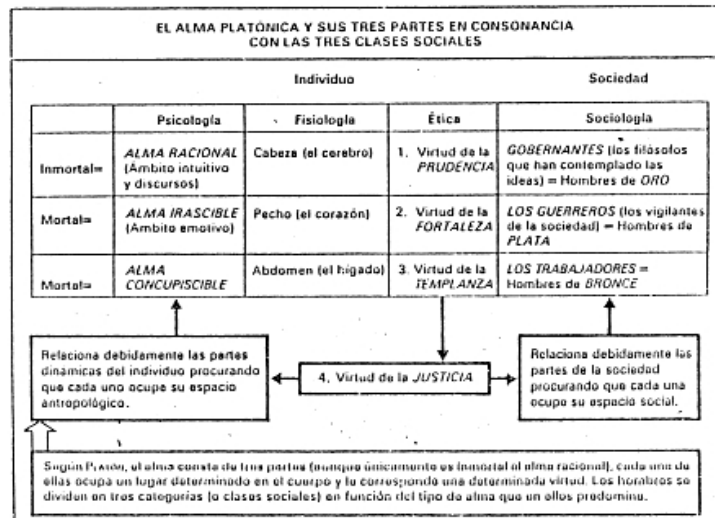 EL ALMA PLATÓNICA Y SUS TRES PARTES EN CONSONANCIA
CON LAS TRES CLASES SOCIALES
Individuo
Sociedad
Psicología
Fisiología
Ética
Sociología
Inmortal=
ALMA RACIONAL
(Ámbito intuitivo
y discursos)
Cabeza (el cerebro)
1. Virtud de la
PRUDENCIA
GOBERNANTES (los filósofos
que han contemplado las
ideas) = Hombres de ORO
Mortal=
ALMA IRASCIBLE
(Ámbito emotivo)
Pecho (el corazón)
2. Virtud de la
FORTALEZA
LOS GUERREROS (los vigilantes
de la sociedad) = Hombres de
PLATA
Mortal=
ALMA
CONCUPISCIBLE
Abdomen (el hígado)
3. Virtud de la
TEMPLANZA
LOS TRABAJADORES =
Hombres de BRONCE
Relaciona debidamente las partes
dinámicas del individuo procurando
que cada uno ocupe su espacio
antropológico.
4. Virtud de la JUSTICIA
Relaciona debidamente las
partes de la sociedad
procurando que cada una
ocupe su espacio social.
Según Platón, el alma consta de tres partes (aunque únicamente es inmortal el alma racional), cada una de
ellas ocupa un lugar determinado en el cuerpo y le corresponde una determinada virtud. Los hombres se
dividen en tres categorías (o clases sociales) en función del tipo de alma que en ellos predomina.